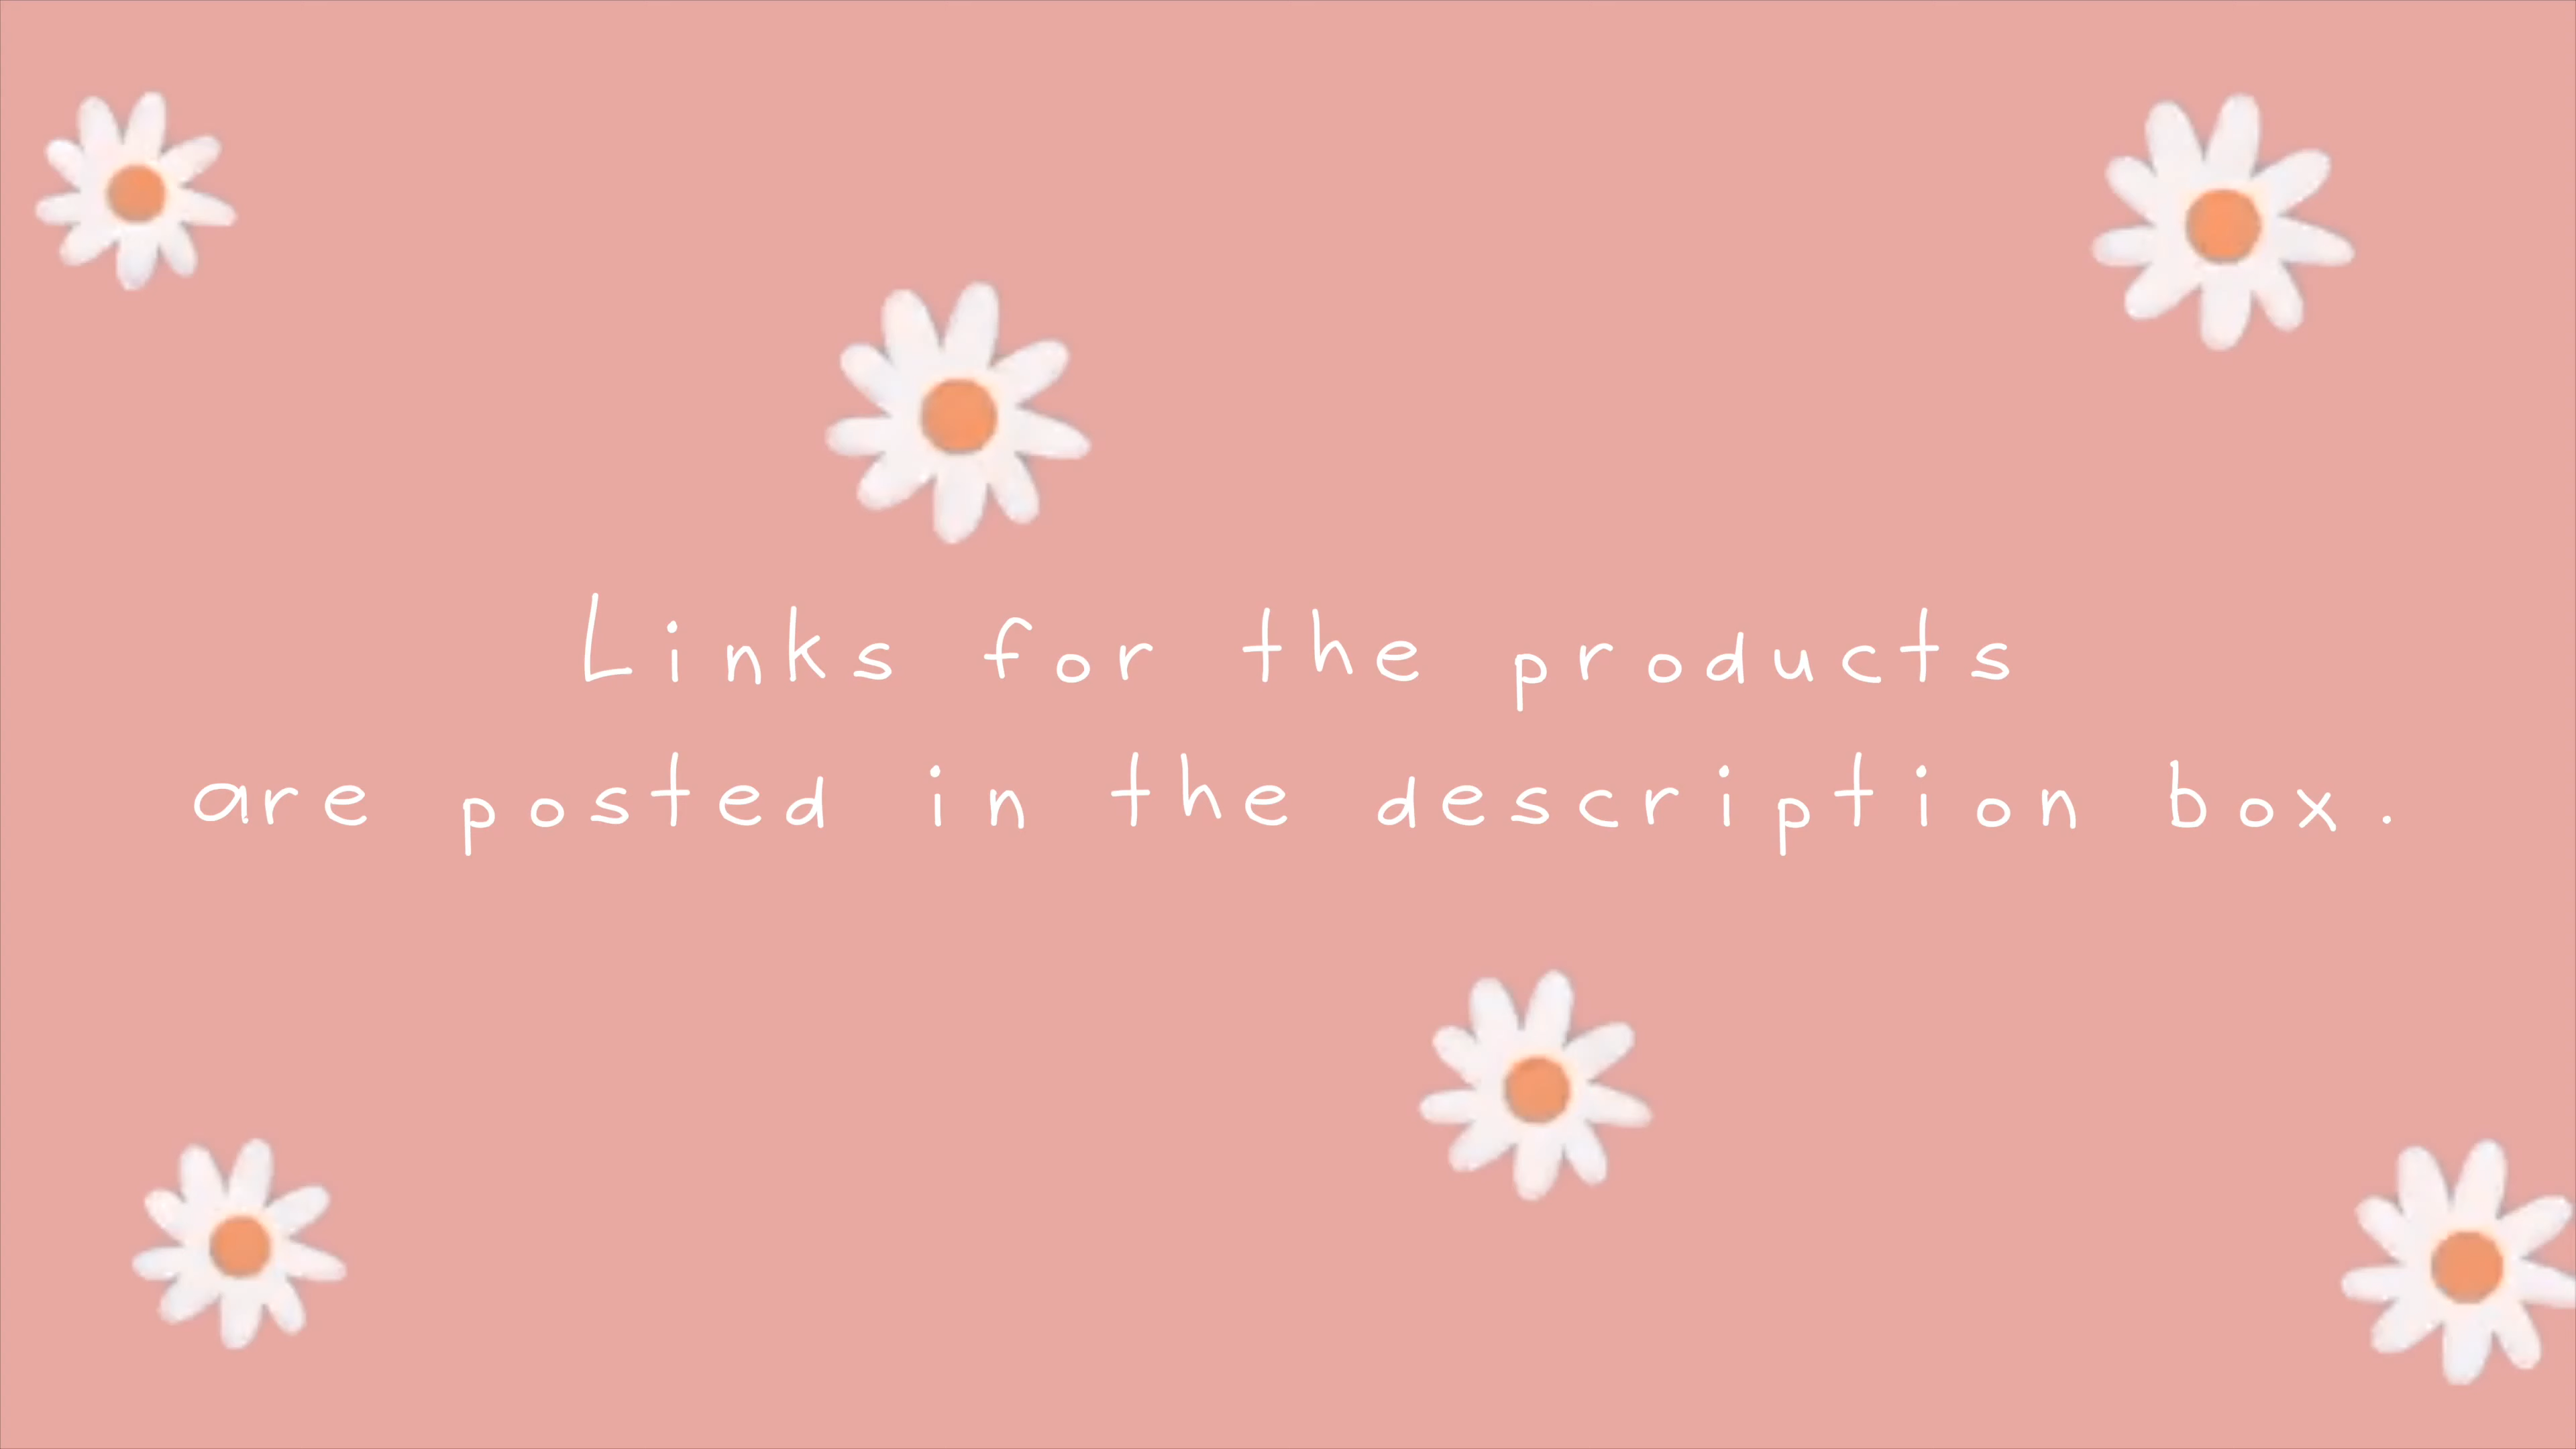 Links for the products
are posted in the description box.